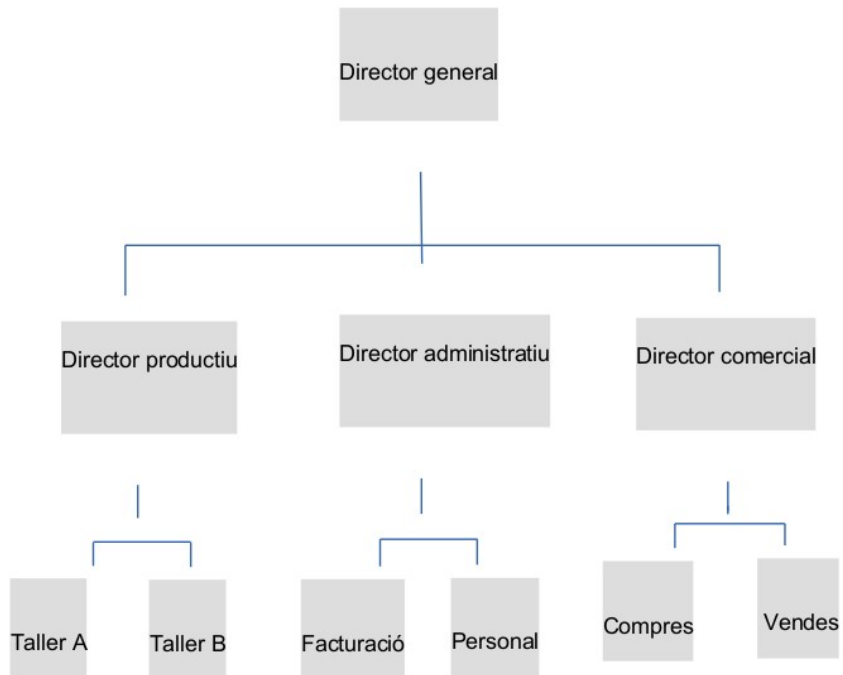 Director general
Director productiu
Director administratiu
Director comercial
Taller A
Taller B
Facturació
Personal
Compres
Vendes